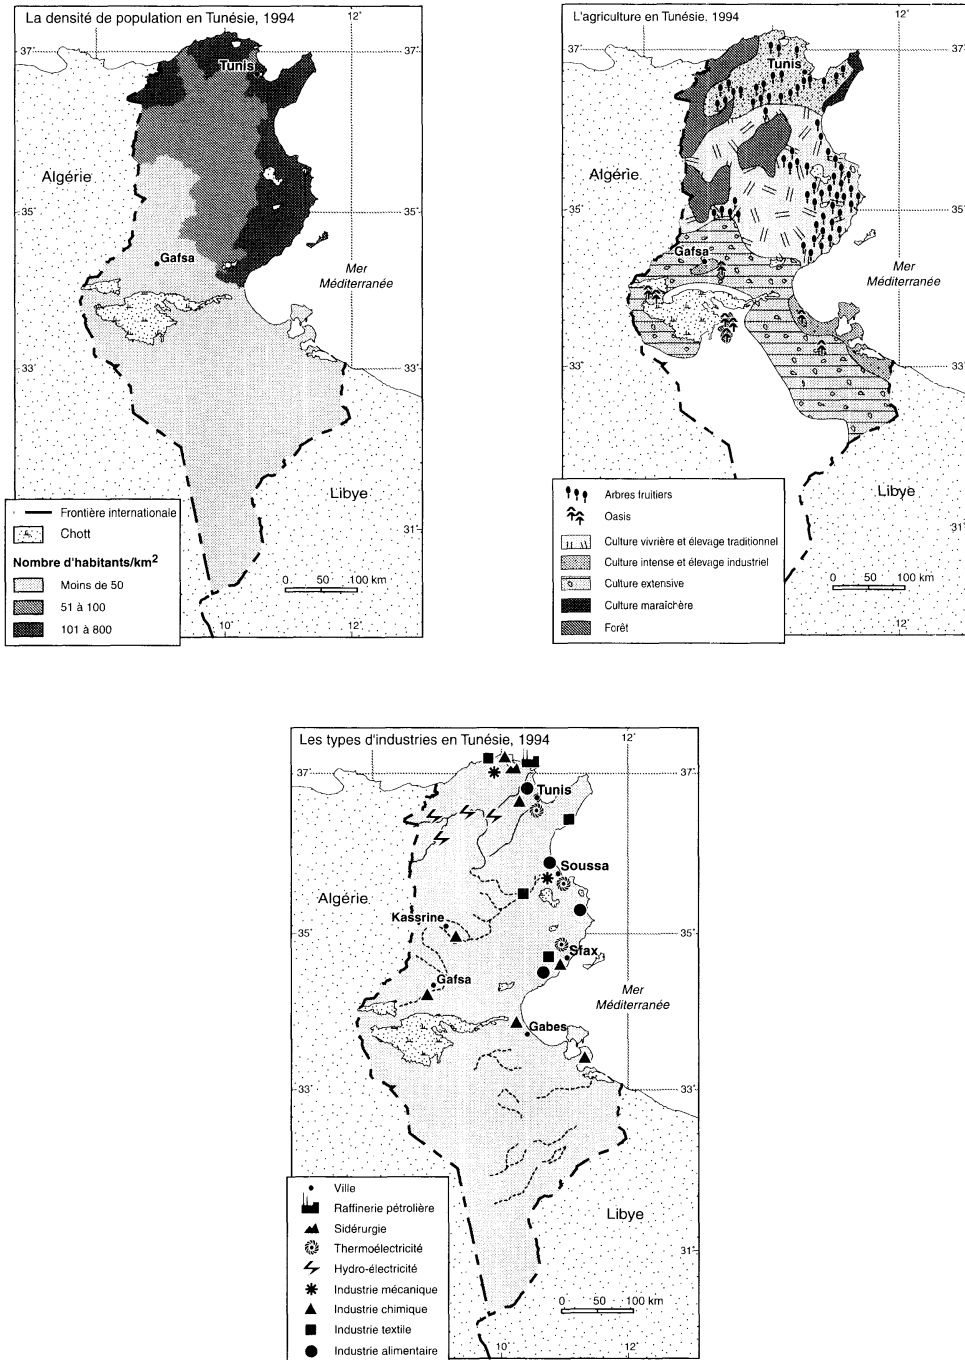 La densité de population en Tunésie, 1994
12°
37°
37°
Tunis
Algérie
35°
35°
Gafsa
Mer
Méditerranée
33°
33°
Libye
31°
Frontière internationale
Chott
Nombre d'habitants/km²
Moins de 50
51 à 100
101 à 800
0 50 100 km
10°
12°
L'agriculture en Tunésie, 1994
12°
37°
37°
Tunis
Algérie
35°
35°
Gafsa
Mer
Méditerranée
33°
33°
Libye
31°
Arbres fruitiers
Oasis
Culture vivrière et élevage traditionnel
Culture intense et élevage industriel
Culture extensive
Culture maraîchère
Forêt
0 50 100 km
12°
Les types d'industries en Tunésie, 1994
12°
37°
37°
Tunis
Soussa
Algérie
Kassrine
35°
35°
Sfax
Gafsa
Mer
Méditerranée
Gabes
33°
33°
Ville
Raffinerie pétrolière
Sidérurgie
Thermoélectricité
Hydro-électricité
Industrie mécanique
Industrie chimique
Industrie textile
Industrie alimentaire
Libye
31°
0 50 100 km
10°
12°